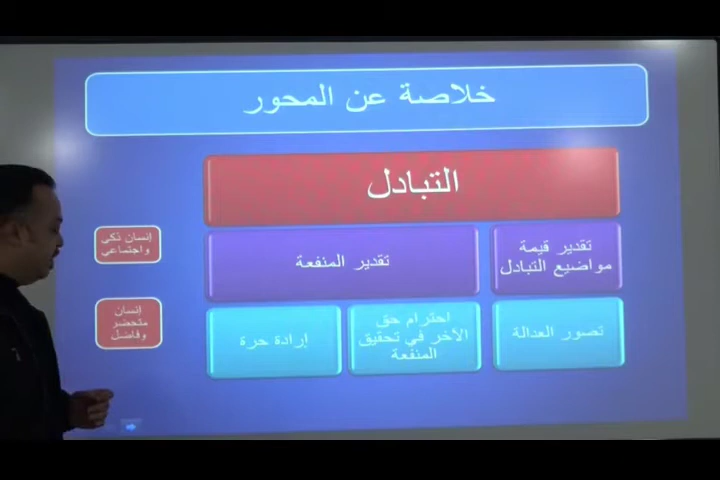 خلاصة عن المحور
التبادل
تقدير قيمة
مواضيع التبادل
تقدير المنفعة
إنسان ذكي
واجتماعي
تصور العدالة
احترام حق
الآخر في تحقيق
المنفعة
إرادة حرة
إنسان
متحضر
وفاضل